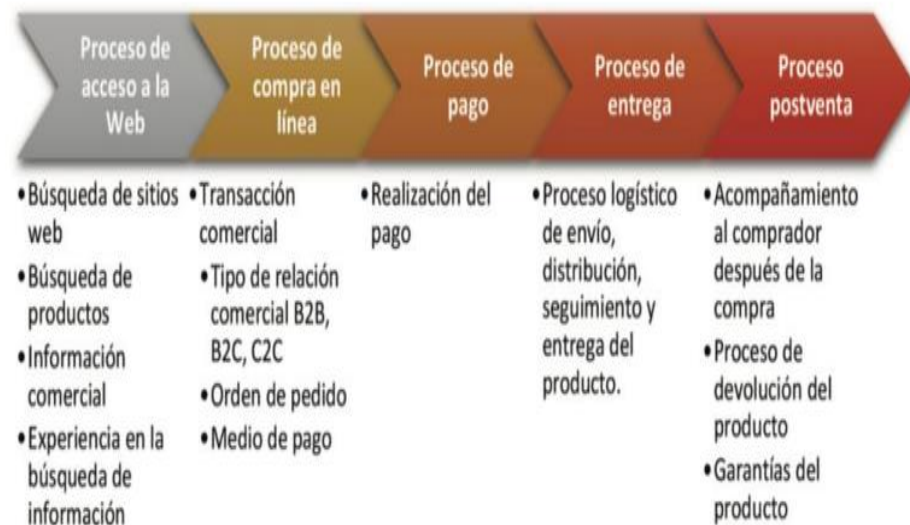 Proceso de
acceso a la
Web
Proceso de
compra en
línea
Proceso de
pago
Proceso de
entrega
Proceso
postventa
•Búsqueda de sitios
web
•Búsqueda de
productos
•Información
comercial
•Experiencia en la
búsqueda de
información
•Transacción
comercial
•Tipo de relación
comercial B2B,
B2C, C2C
•Orden de pedido
•Medio de pago
•Realización del
pago
•Proceso logístico
de envío,
distribución,
seguimiento y
entrega del
producto.
•Acompañamiento
al comprador
después de la
compra
•Proceso de
devolución del
producto
•Garantías del
producto